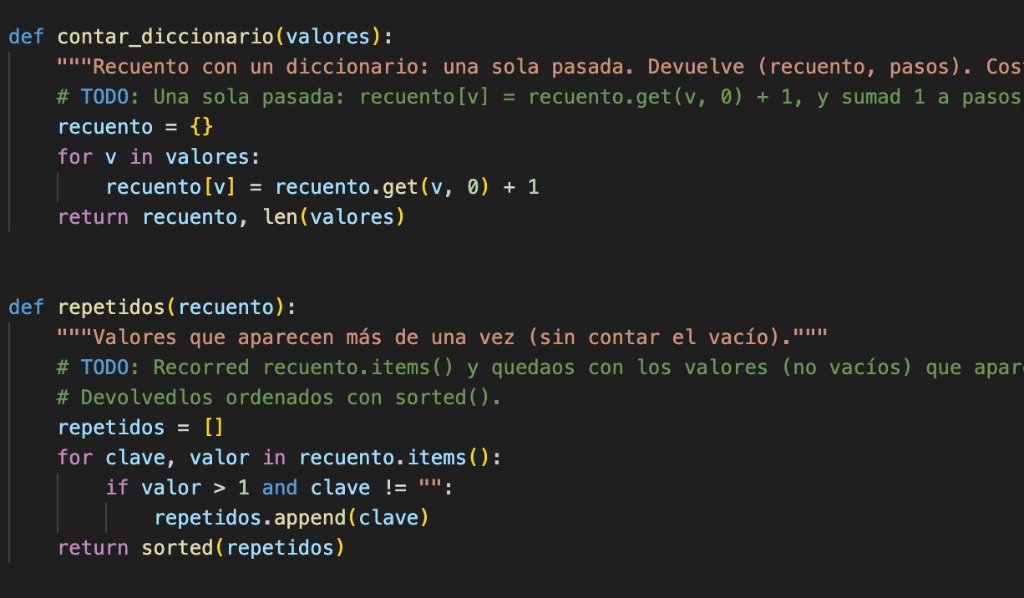 def contar_diccionario(valores):
    """Recuento con un diccionario: una sola pasada. Devuelve (recuento, pasos).
    # TODO: Una sola pasada: recuento[v] = recuento.get(v, 0) + 1, y sumad 1 a pasos
    recuento = {}
    for v in valores:
        recuento[v] = recuento.get(v, 0) + 1
    return recuento, len(valores)
def repetidos(recuento):
    """Valores que aparecen más de una vez (sin contar el vacío)."""
    # TODO: Recorred recuento.items() y quedaos con los valores (no vacíos) que
    # Devolvedlos ordenados con sorted().
    repetidos = []
    for clave, valor in recuento.items():
        if valor > 1 and clave != "":
            repetidos.append(clave)
    return sorted(repetidos)